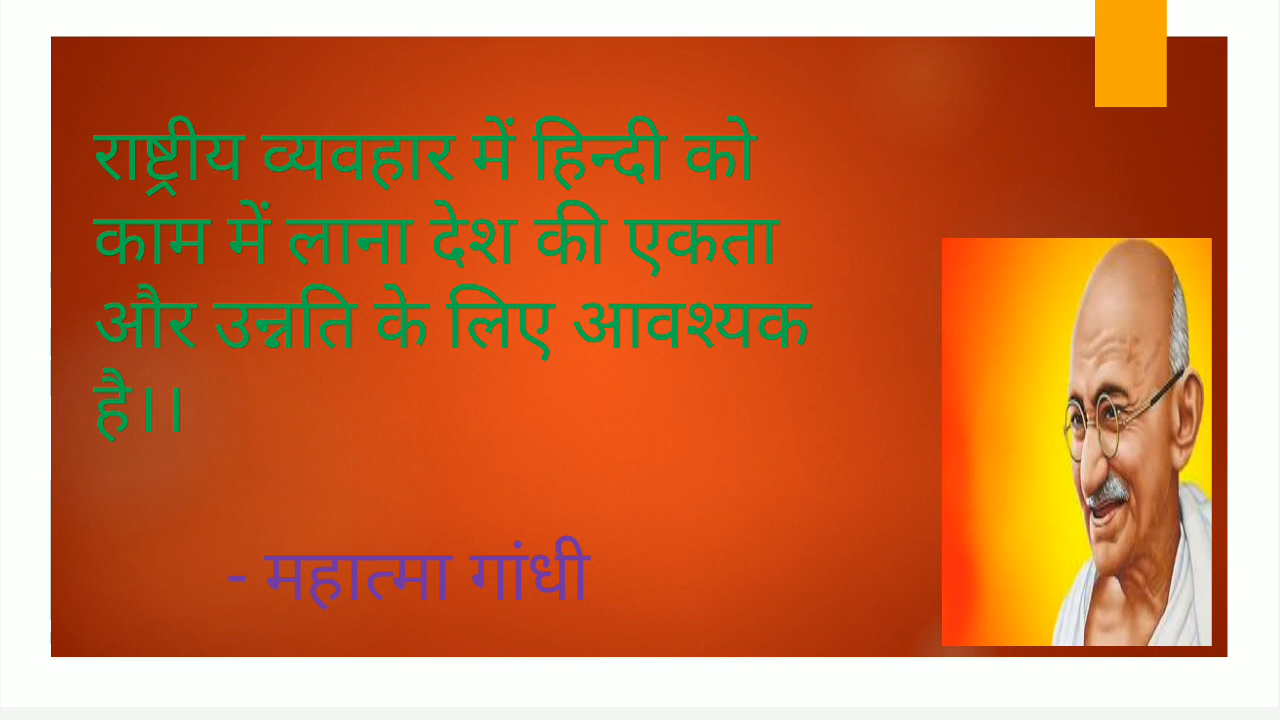 राष्ट्रीय व्यवहार में हिन्दी को
काम में लाना देश की एकता
और उन्नति के लिए आवश्यक
है।।
- महात्मा गांधी